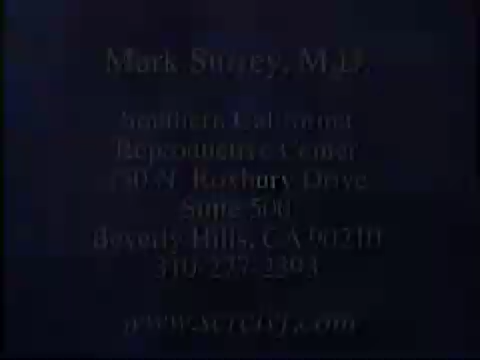 Mark Surrey, M.D.
Southern California
Reproductive Center
N. Roxbury Drive
Suite 500
Beverly Hills, CA 90210
310-277-2393